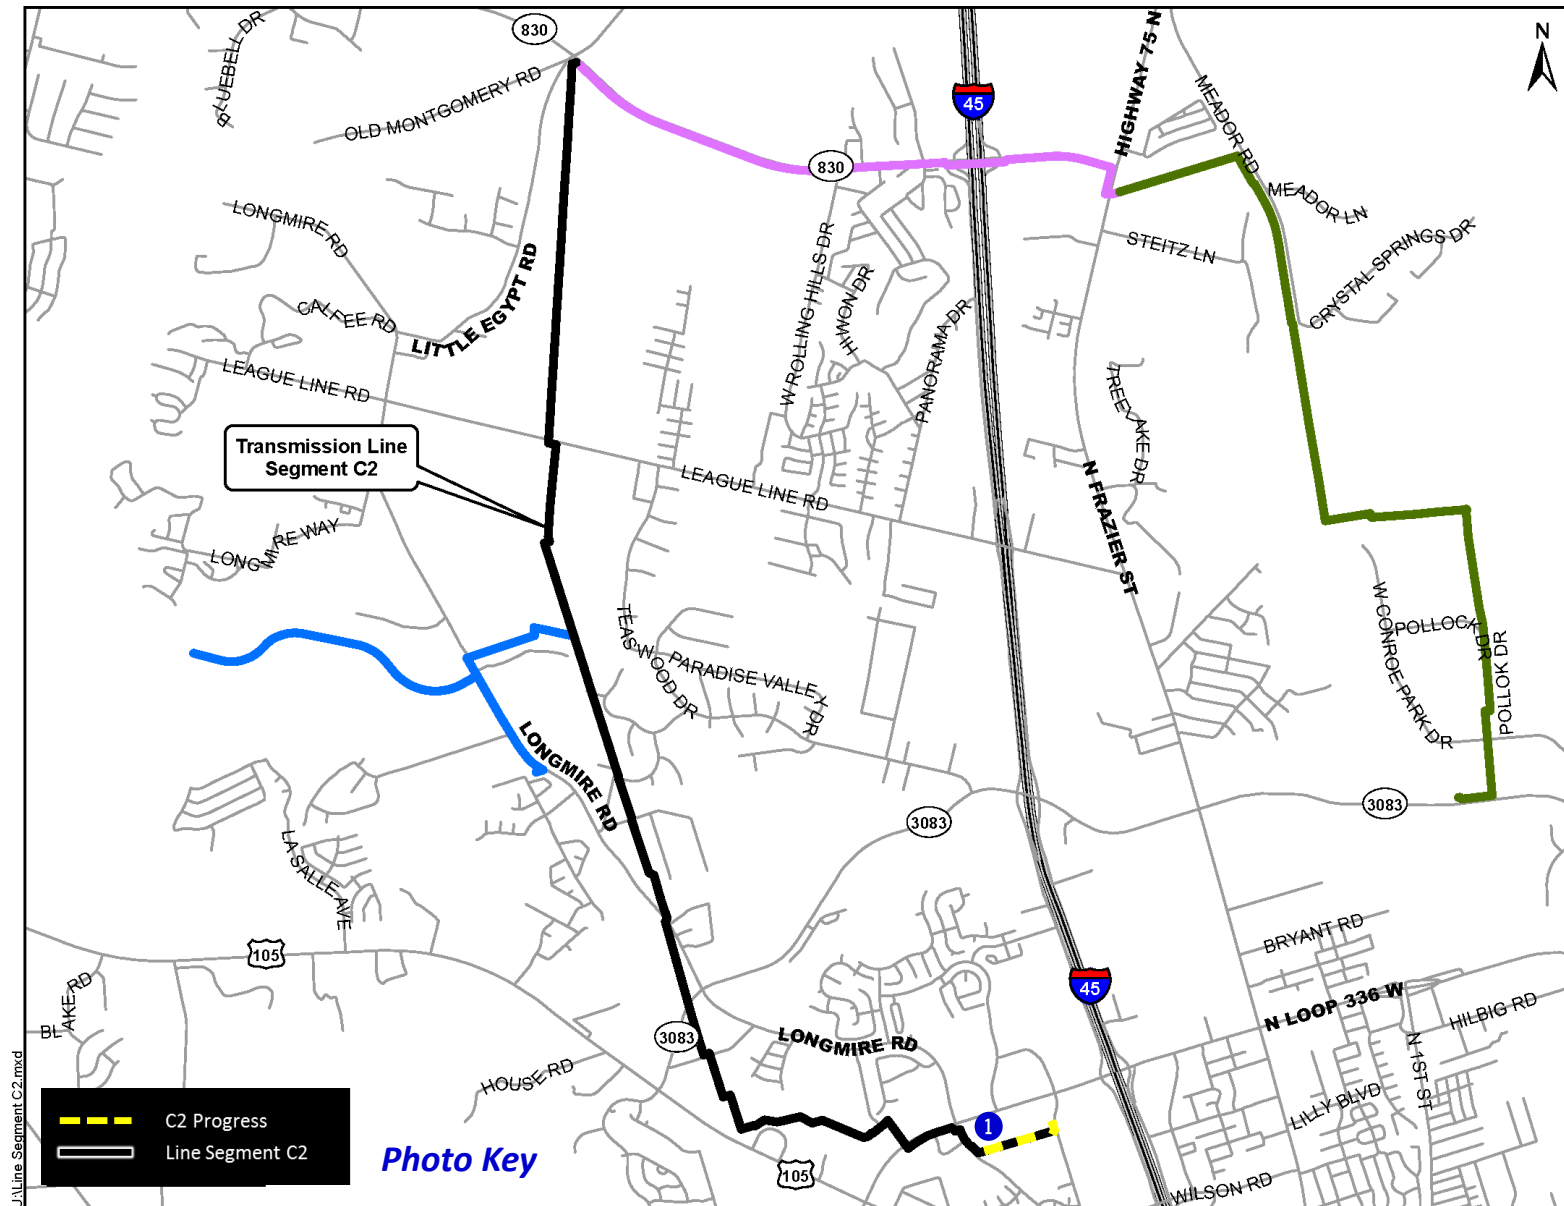 830
N
BLUEBELL DR
HIGHWAY 75 N
OLD MONTGOMERY RD
45
MEADOR RD
830
MEADOR LN
LONGMIRE RD
STEITZ LN
CRYSTAL SPRINGS DR
W ROLLING HILLS DR
HIWON DR
CALFEE RD
LITTLE EGYPT RD
PANORAMA DR
LEAGUE LINE RD
TREELAKE DR
Transmission Line
Segment C2
LEAGUE LINE RD
N FRAZIER ST
LONGMIRE WAY
TEASWOOD DR
W CONROE PARK DR
POLLOCK DR
POLLOK DR
PARADISE VALLEY DR
LONGMIRE RD
3083
3083
LA SALLE AVE
BRYANT RD
105
45
BLAKE RD
N LOOP 336 W
HILBIG RD
3083
LONGMIRE RD
N 1ST ST
HOUSE RD
LILLY BLVD
J:\Line Segment C2.mxd
C2 Progress
Line Segment C2
Photo Key
1
105
WILSON RD